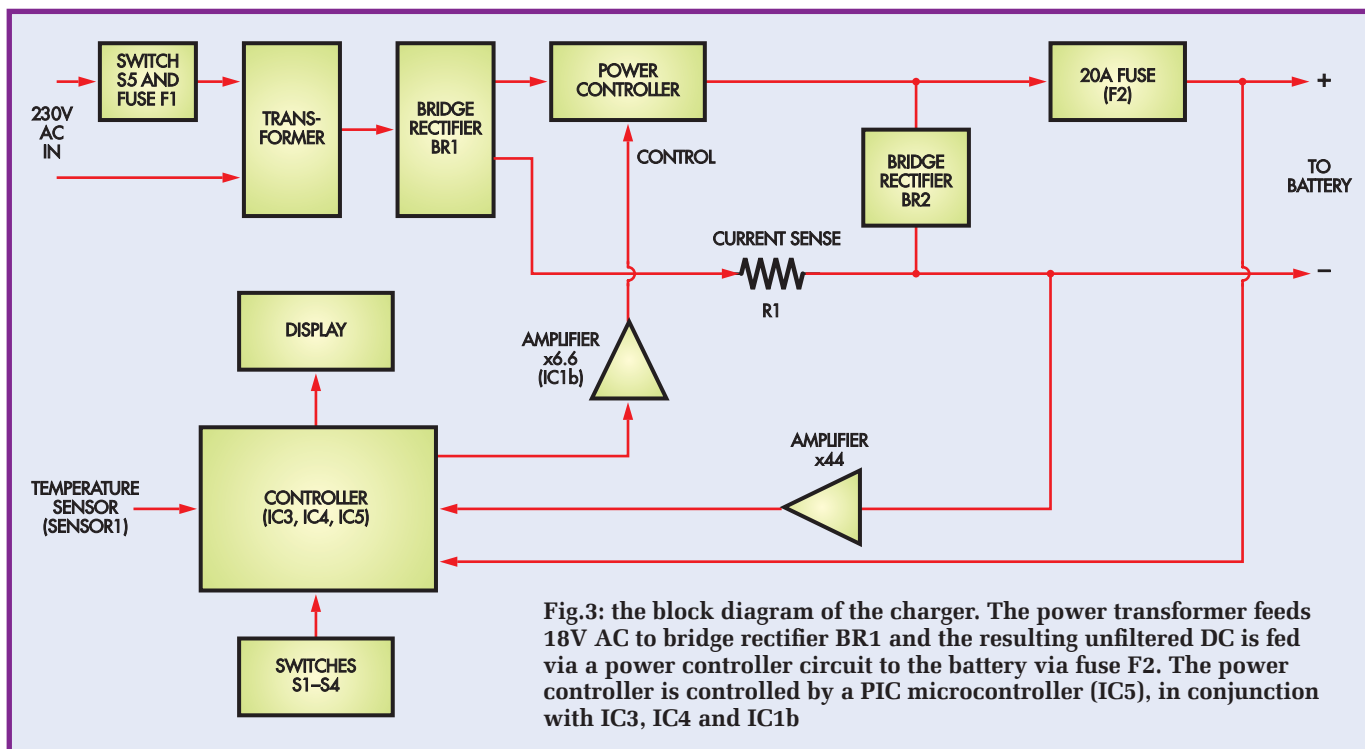 SWITCH
S5 AND
FUSE F1
230V
AC
IN
TRANS-
FORMER
BRIDGE
RECTIFIER
BR1
POWER
CONTROLLER
CONTROL
20A FUSE
(F2)
+
BRIDGE
RECTIFIER
BR2
TO
BATTERY
–
CURRENT SENSE
R1
DISPLAY
AMPLIFIER
x6.6
(IC1b)
AMPLIFIER
x44
TEMPERATURE
SENSOR
(SENSOR1)
CONTROLLER
(IC3, IC4, IC5)
SWITCHES
S1–S4
Fig.3: the block diagram of the charger. The power transformer feeds
18V AC to bridge rectifier BR1 and the resulting unfiltered DC is fed
via a power controller circuit to the battery via fuse F2. The power
controller is controlled by a PIC microcontroller (IC5), in conjunction
with IC3, IC4 and IC1b